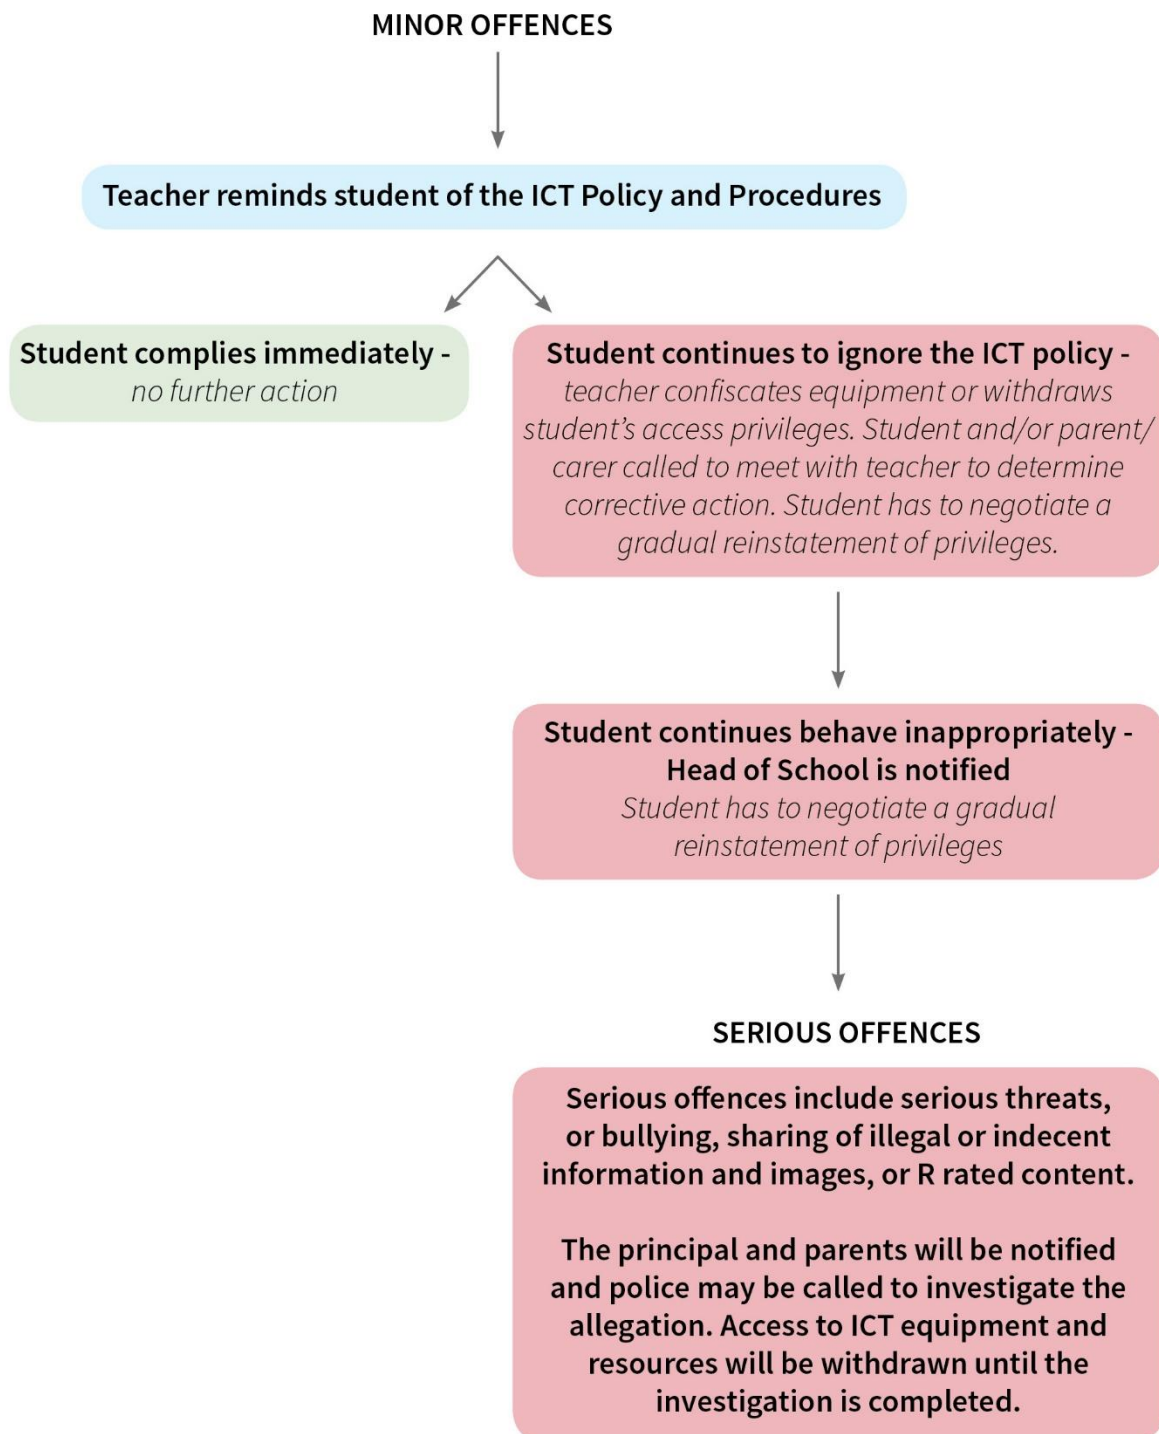 MINOR OFFENCES
Teacher reminds student of the ICT Policy and Procedures
Student complies immediately -
no further action
Student continues to ignore the ICT policy -
teacher confiscates equipment or withdraws
student’s access privileges. Student and/or parent/
carer called to meet with teacher to determine
corrective action. Student has to negotiate a
gradual reinstatement of privileges.
Student continues behave inappropriately -
Head of School is notified
Student has to negotiate a gradual
reinstatement of privileges
SERIOUS OFFENCES
Serious offences include serious threats,
or bullying, sharing of illegal or indecent
information and images, or R rated content.
The principal and parents will be notified
and police may be called to investigate the
allegation. Access to ICT equipment and
resources will be withdrawn until the
investigation is completed.